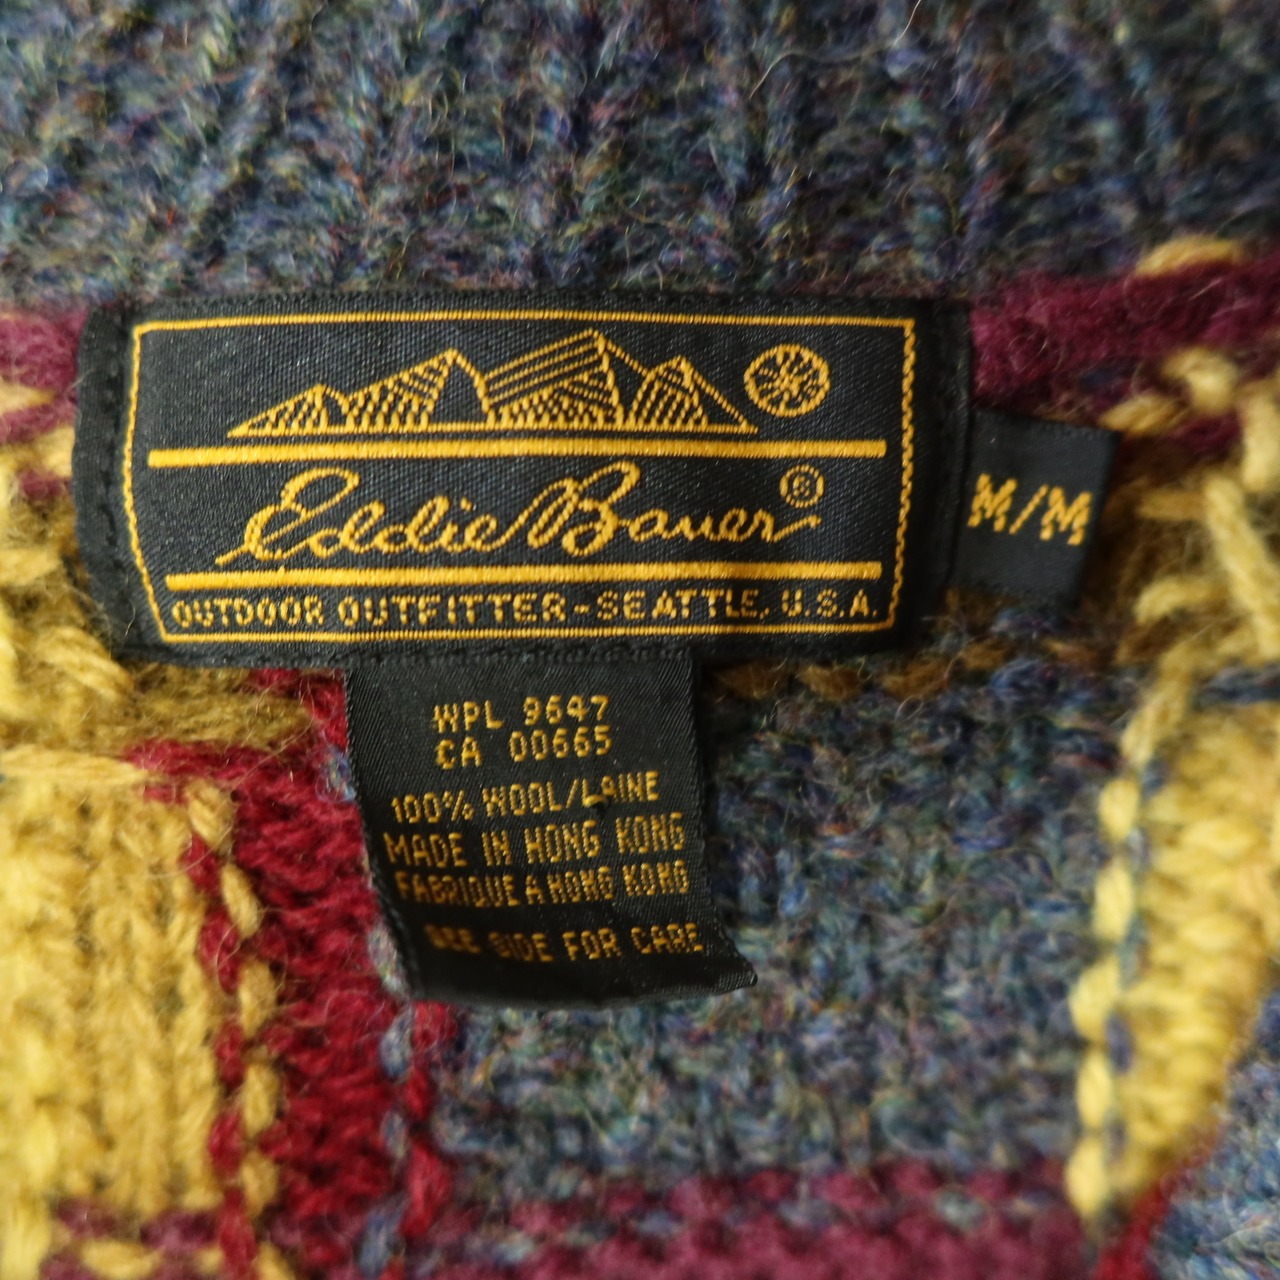 Eddie Bauer ®
OUTDOOR OUTFITTER-SEATTLE, U.S.A.
M/M
WPL 9647
CA 00665
100% WOOL/LAINE
MADE IN HONG KONG
FABRIQUE A HONG KONG
SEE SIDE FOR CARE